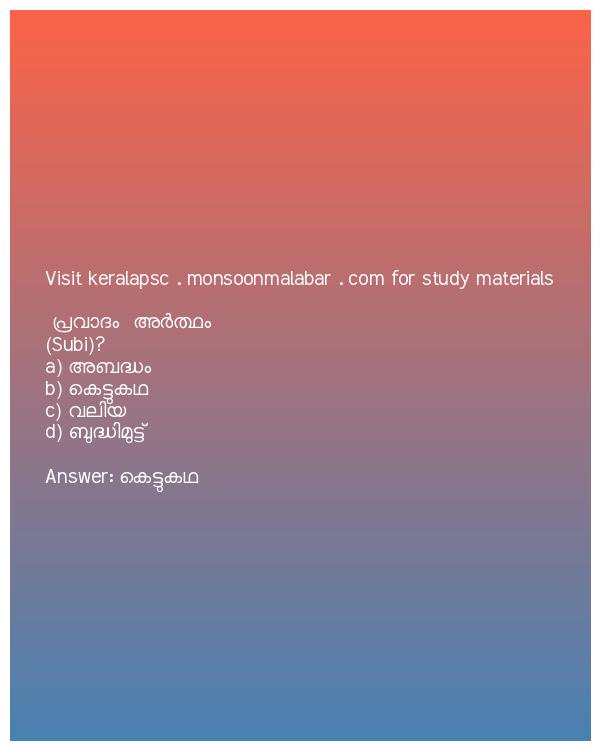 Visit keralapsc . monsoonmalabar . com for study materials
പ്രവാദം അർത്ഥം
(Subi)?
a) അബദ്ധം
b) കെട്ടുകഥ
c) വലിയ
d) ബുദ്ധിമുട്ട്
Answer: കെട്ടുകഥ